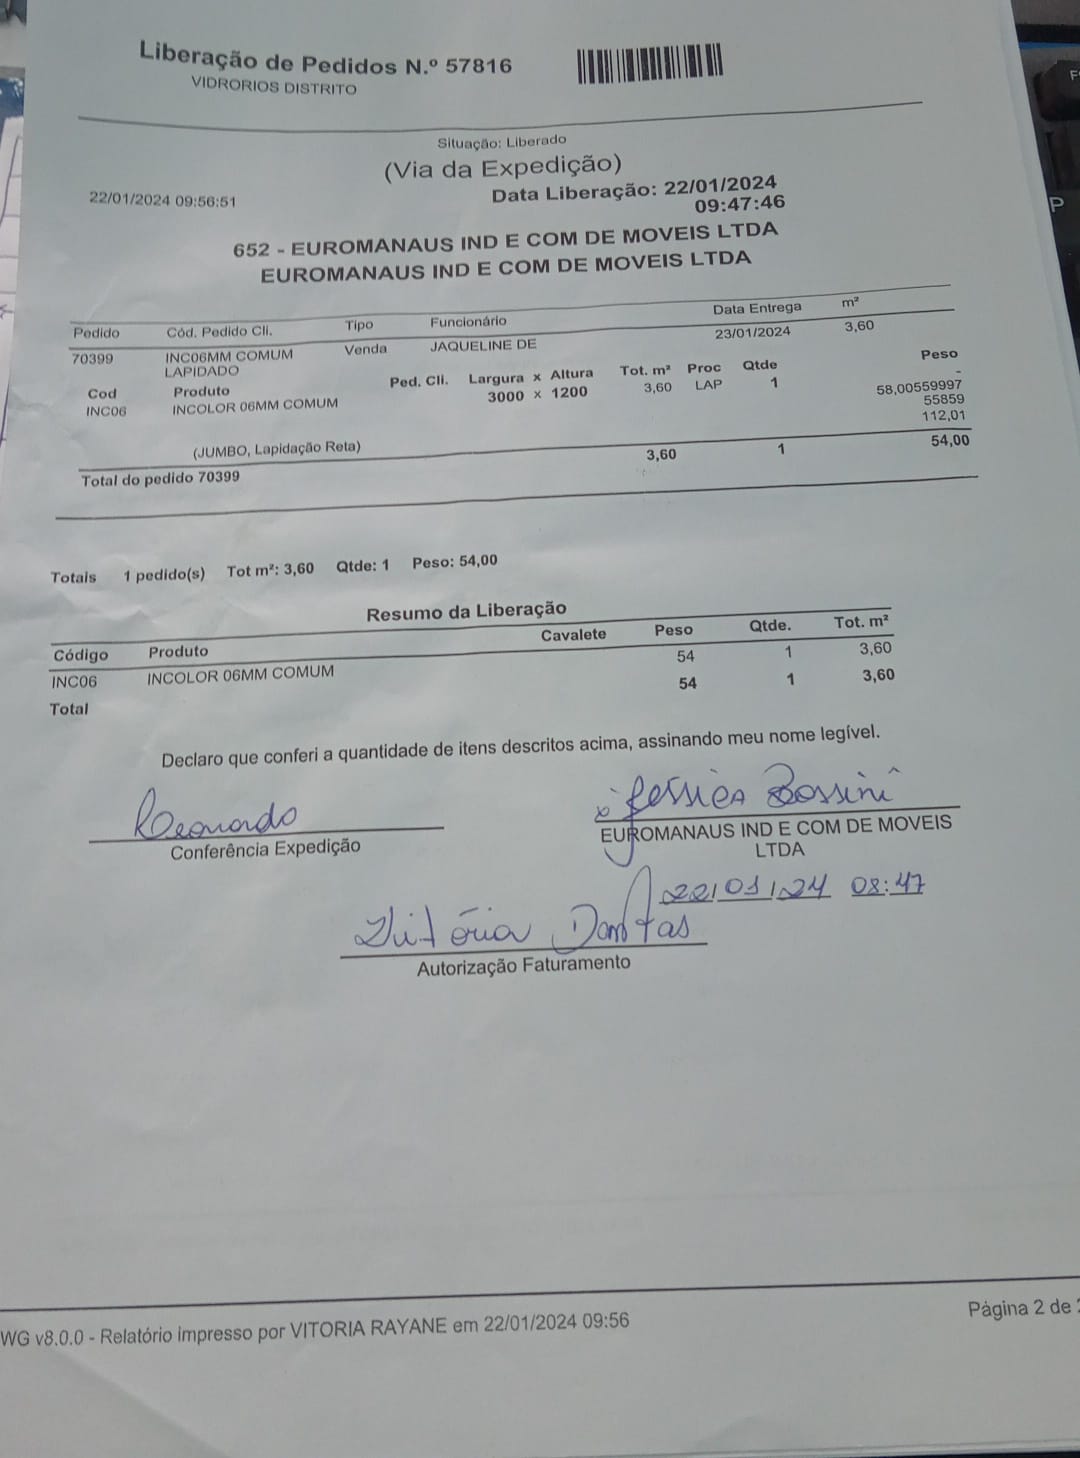 Liberação de Pedidos N.º 57816
VIDRORIOS DISTRITO
Situação: Liberado
(Via da Expedição)
22/01/2024 09:56:51
Data Liberação: 22/01/2024
09:47:46
652 - EUROMANAUS IND E COM DE MOVEIS LTDA
EUROMANAUS IND E COM DE MOVEIS LTDA
Pedido Cód. Pedido Cli. Tipo Funcionário Data Entrega m²
70399 INC06MM COMUM Venda JAQUELINE DE 23/01/2024 3,60
LAPIDADO
Cod Produto Ped. Cli. Largura x Altura Tot. m² Proc Qtde Peso
INC06 INCOLOR 06MM COMUM 3000 x 1200 3,60 LAP 1 -
58,00559997
55859
112,01
(JUMBO, Lapidação Reta)
Total do pedido 70399 3,60 1 54,00
Totais 1 pedido(s) Tot m²: 3,60 Qtde: 1 Peso: 54,00
Resumo da Liberação
Código Produto Cavalete Peso Qtde. Tot. m²
INC06 INCOLOR 06MM COMUM 54 1 3,60
Total 54 1 3,60
Declaro que conferi a quantidade de itens descritos acima, assinando meu nome legível.
Leonardo
Conferência Expedição
x Jessica Bossini
EUROMANAUS IND E COM DE MOVEIS
LTDA
22/01/24 08:47
Vitória Dantas
Autorização Faturamento
WG v8.0.0 - Relatório impresso por VITORIA RAYANE em 22/01/2024 09:56
Página 2 de
F
P